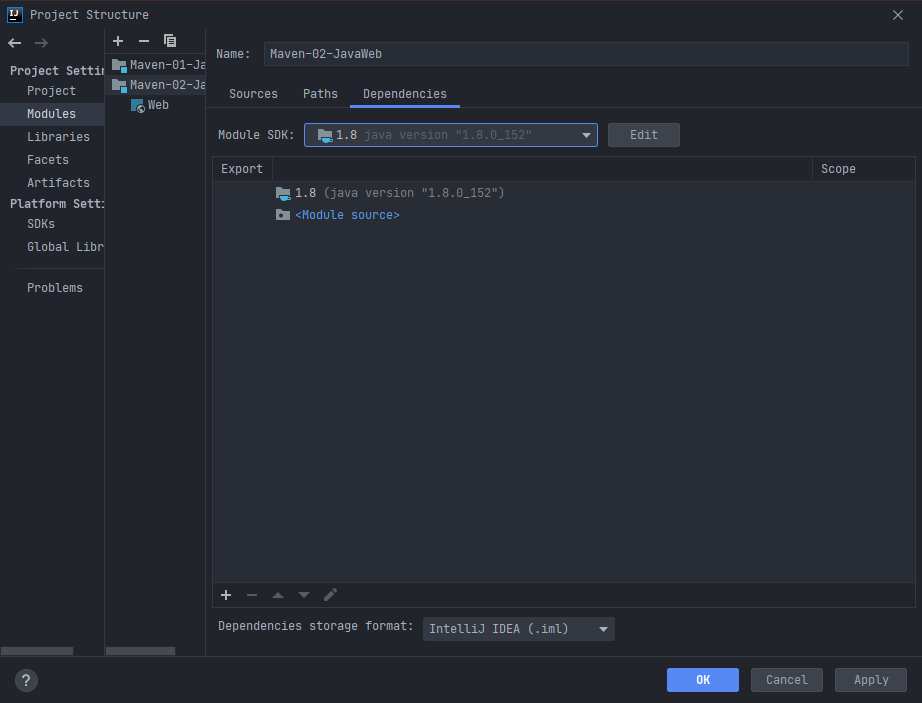 IJ Project Structure
Project Settin
Project
Modules
Libraries
Facets
Artifacts
Platform Setti
SDKs
Global Libr
Problems
Maven-01-Ja
Maven-02-Ja
Web
Name: Maven-02-JavaWeb
Sources Paths Dependencies
Module SDK: 1.8 java version "1.8.0_152" Edit
Export Scope
1.8 (java version "1.8.0_152")
<Module source>
Dependencies storage format: IntelliJ IDEA (.iml)
? OK Cancel Apply